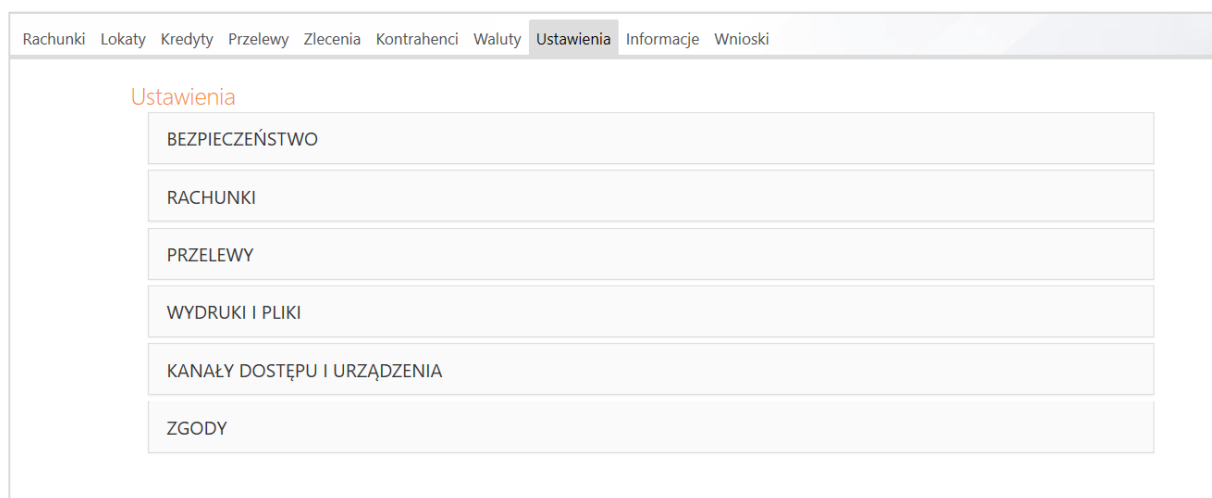 Rachunki Lokaty Kredyty Przelewy Zlecenia Kontrahenci Waluty Ustawienia Informacje Wnioski
Ustawienia
BEZPIECZEŃSTWO
RACHUNKI
PRZELEWY
WYDRUKI I PLIKI
KANAŁY DOSTĘPU I URZĄDZENIA
ZGODY